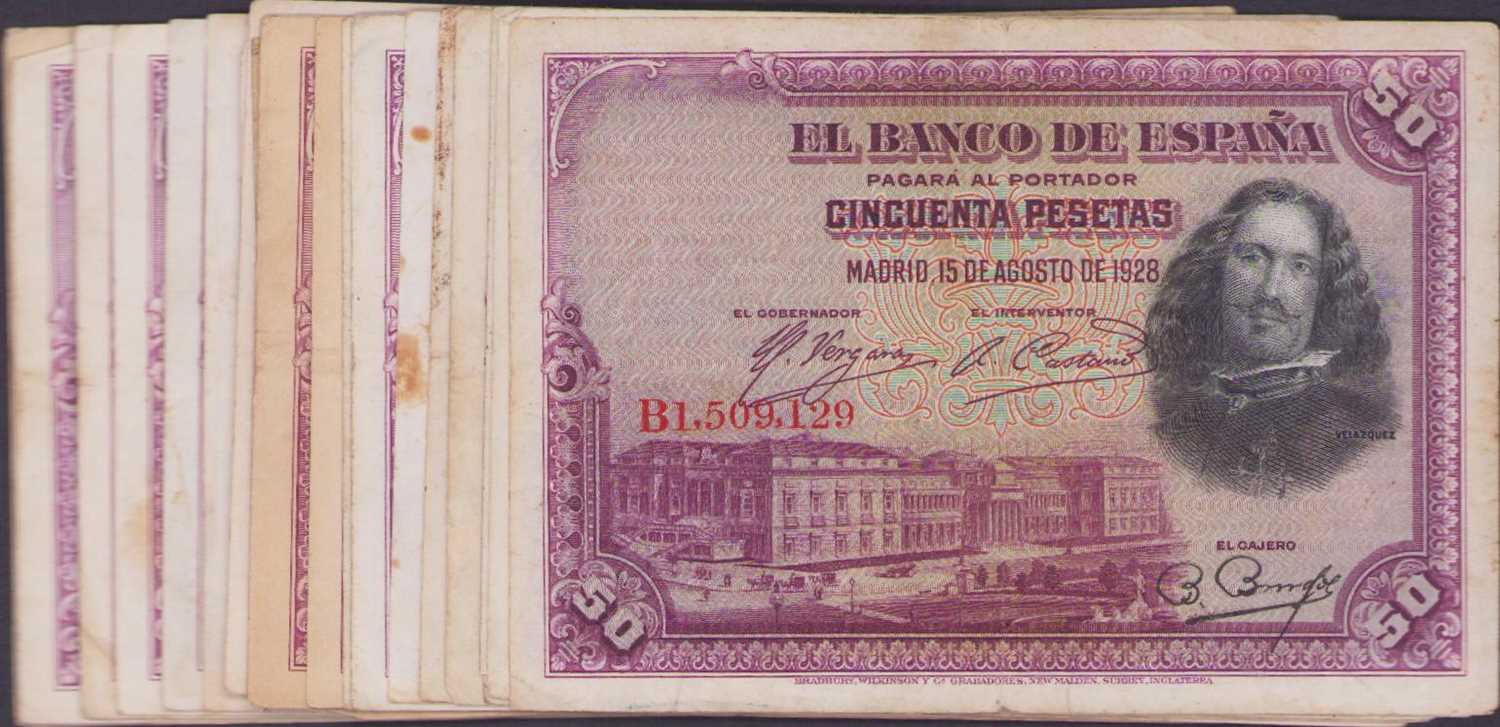 50
EL BANCO DE ESPAÑA
PAGARÁ AL PORTADOR
CINCUENTA PESETAS
MADRID 15 DE AGOSTO DE 1928
EL GOBERNADOR EL INTERVENTOR
B1,509,129
VELAZQUEZ
EL CAJERO
50 50
BRADBURY, WILKINSON Y Cª GRABADORES, NEW MALDEN, SURREY, INGLATERRA